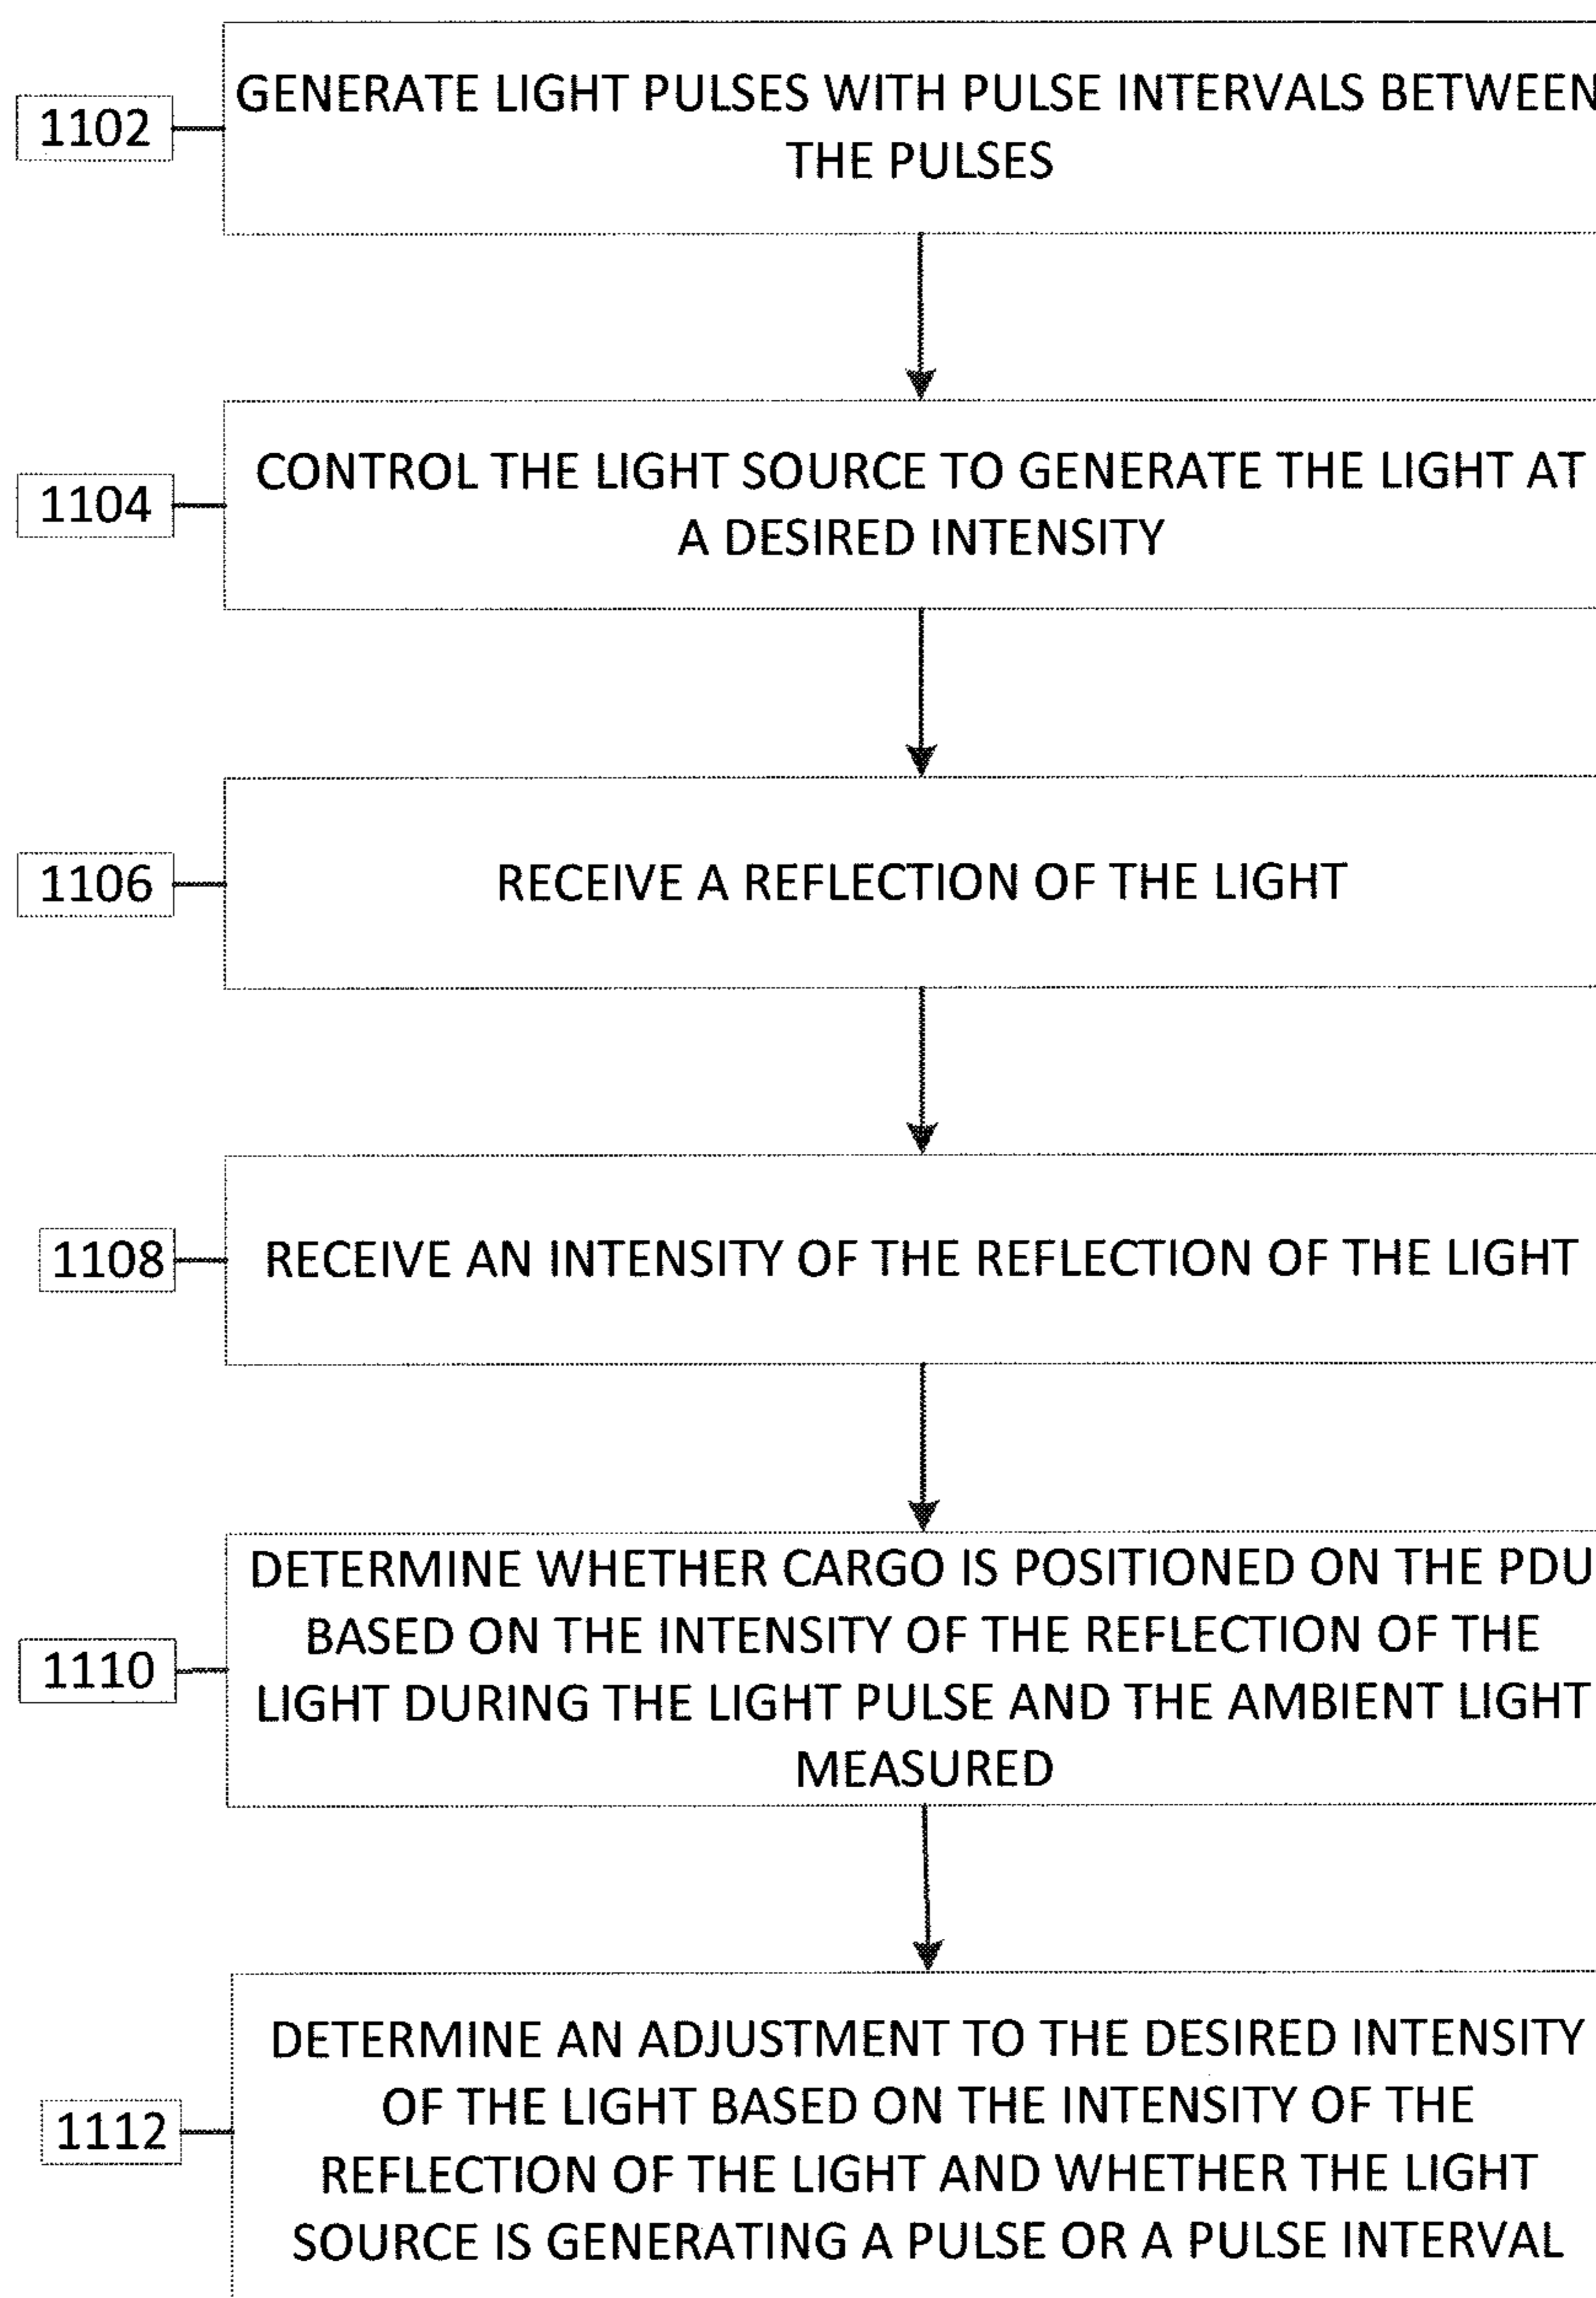 1102
GENERATE LIGHT PULSES WITH PULSE INTERVALS BETWEEN
THE PULSES
1104
CONTROL THE LIGHT SOURCE TO GENERATE THE LIGHT AT
A DESIRED INTENSITY
1106
RECEIVE A REFLECTION OF THE LIGHT
1108
RECEIVE AN INTENSITY OF THE REFLECTION OF THE LIGHT
1110
DETERMINE WHETHER CARGO IS POSITIONED ON THE PDU
BASED ON THE INTENSITY OF THE REFLECTION OF THE
LIGHT DURING THE LIGHT PULSE AND THE AMBIENT LIGHT
MEASURED
1112
DETERMINE AN ADJUSTMENT TO THE DESIRED INTENSITY
OF THE LIGHT BASED ON THE INTENSITY OF THE
REFLECTION OF THE LIGHT AND WHETHER THE LIGHT
SOURCE IS GENERATING A PULSE OR A PULSE INTERVAL